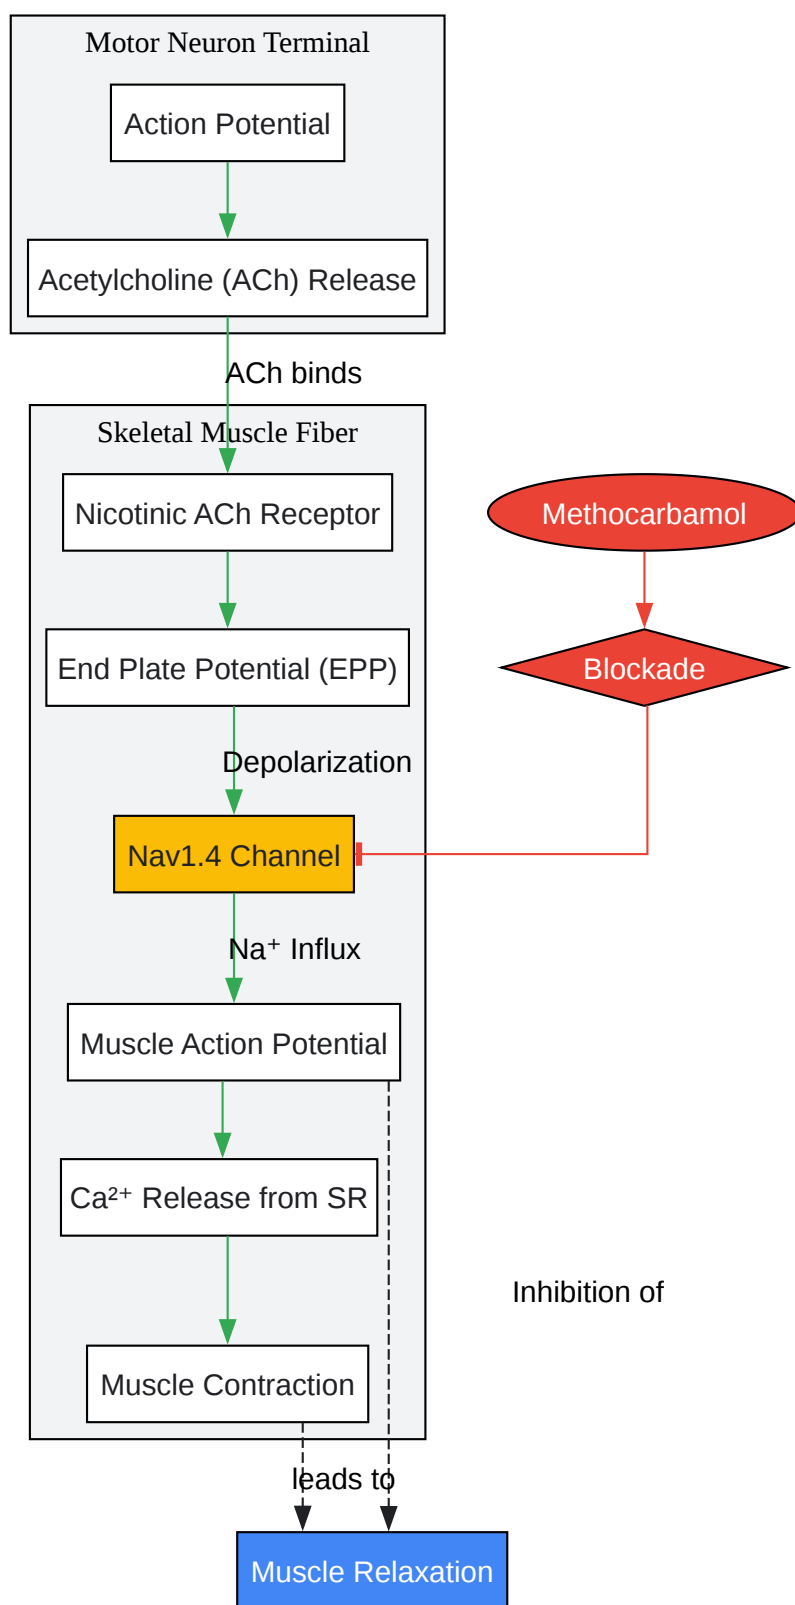 Motor Neuron Terminal
Action Potential
Acetylcholine (ACh) Release
ACh binds
Skeletal Muscle Fiber
Nicotinic ACh Receptor
Methocarbamol
End Plate Potential (EPP)
Blockade
Depolarization
Nav1.4 Channel
Na⁺ Influx
Muscle Action Potential
Ca²⁺ Release from SR
Inhibition of
Muscle Contraction
leads to
Muscle Relaxation